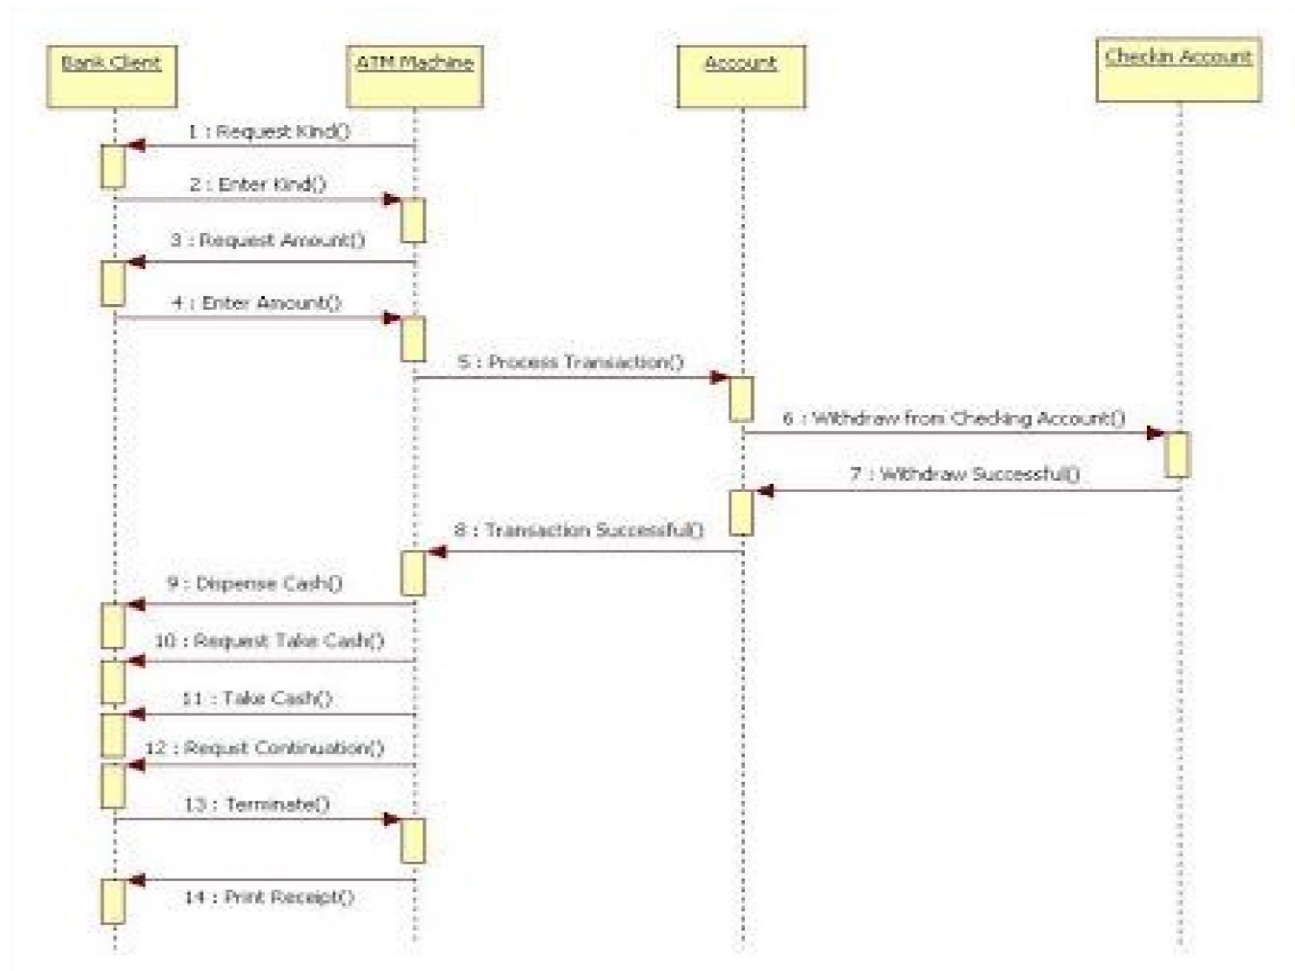 Bank Client
ATM Machine
Account
Checkin Account
1 : Request Kind()
2 : Enter Kind()
3 : Request Amount()
4 : Enter Amount()
5 : Process Transaction()
6 : Withdraw from Checking Account()
7 : Withdraw Successful()
8 : Transaction Successful()
9 : Dispense Cash()
10 : Request Take Cash()
11 : Take Cash()
12 : Requst Continuation()
13 : Terminate()
14 : Print Receipt()